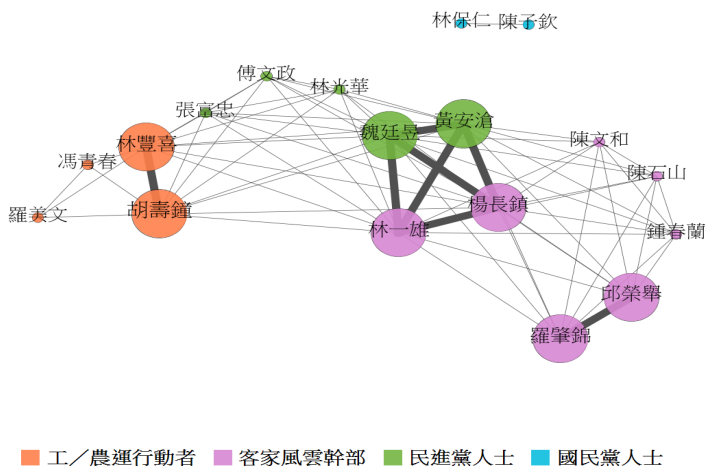 林保仁 陳子欽
傅文政
林光華
張富忠
魏廷昱 黃安滄
林豐喜
陳文和
馮青春
陳石山
羅美文
胡壽鐘
楊長鎮
林一雄
鍾春蘭
邱榮舉
羅肇錦
工／農運行動者 客家風雲幹部 民進黨人士 國民黨人士